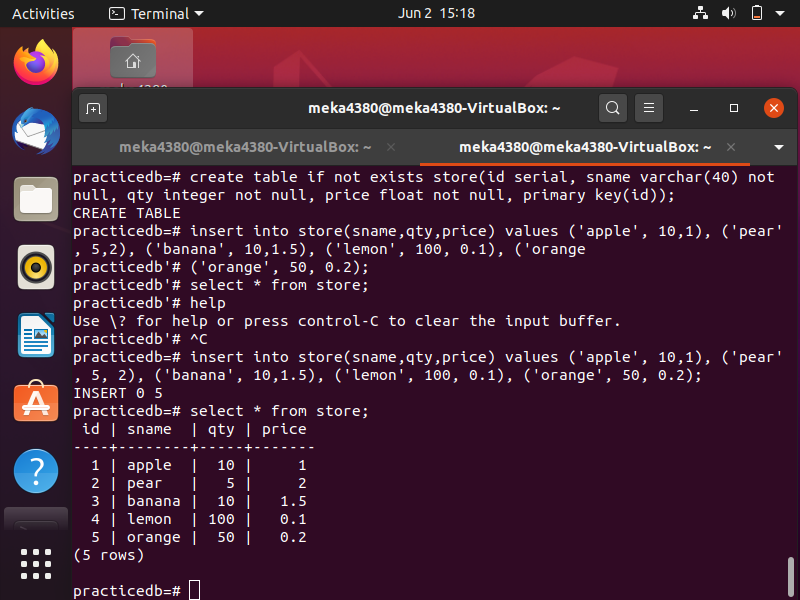 Activities
Terminal
Jun 2 15:18
meka4380@meka4380-VirtualBox: ~
meka4380@meka4380-VirtualBox: ~
meka4380@meka4380-VirtualBox: ~
practicedb=# create table if not exists store(id serial, sname varchar(40) not
null, qty integer not null, price float not null, primary key(id));
CREATE TABLE
practicedb=# insert into store(sname,qty,price) values ('apple', 10,1), ('pear'
, 5,2), ('banana', 10,1.5), ('lemon', 100, 0.1), ('orange
practicedb'# ('orange', 50, 0.2);
practicedb'# select * from store;
practicedb'# help
Use \? for help or press control-C to clear the input buffer.
practicedb'# ^C
practicedb=# insert into store(sname,qty,price) values ('apple', 10,1), ('pear'
, 5, 2), ('banana', 10,1.5), ('lemon', 100, 0.1), ('orange', 50, 0.2);
INSERT 0 5
practicedb=# select * from store;
 id | sname  | qty | price
----+--------+-----+-------
  1 | apple  |  10 |     1
  2 | pear   |   5 |     2
  3 | banana |  10 |   1.5
  4 | lemon  | 100 |   0.1
  5 | orange |  50 |   0.2
(5 rows)
practicedb=#